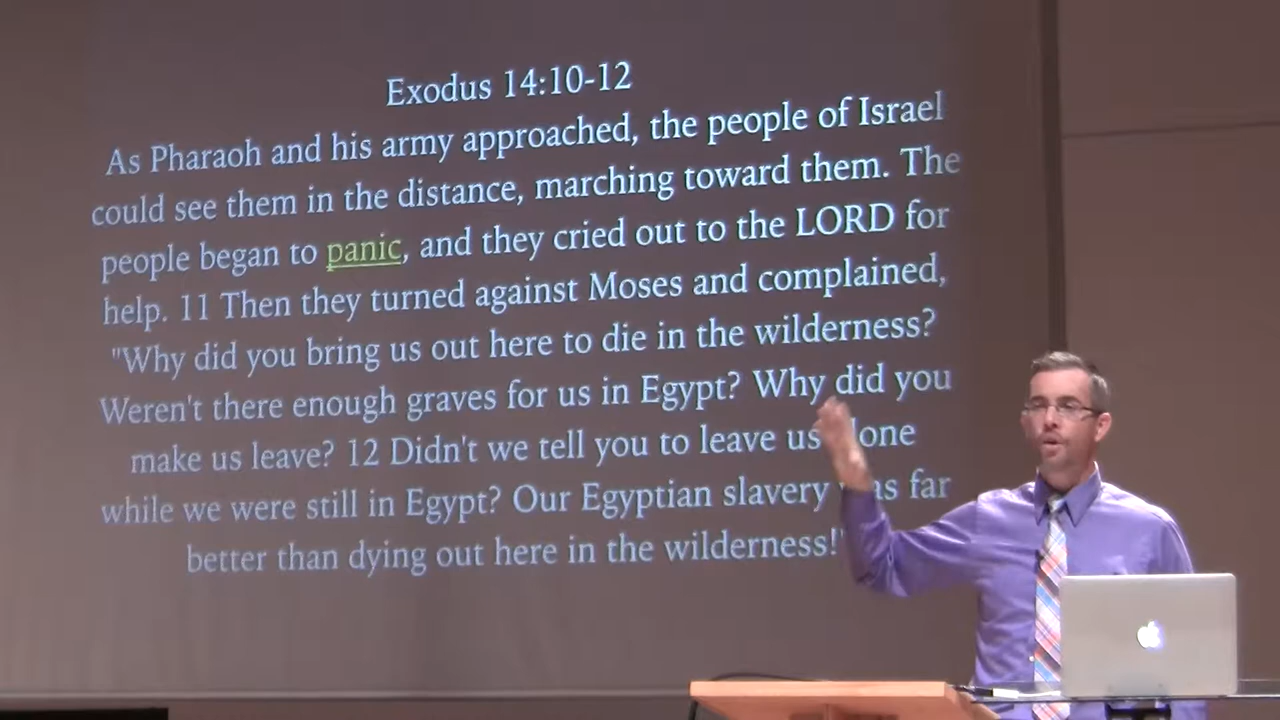 Exodus 14:10-12
As Pharaoh and his army approached, the people of Israel
could see them in the distance, marching toward them. The
people began to panic, and they cried out to the LORD for
help. 11 Then they turned against Moses and complained,
"Why did you bring us out here to die in the wilderness?
Weren't there enough graves for us in Egypt? Why did you
make us leave? 12 Didn't we tell you to leave us
while we were still in Egypt? Our Egyptian slavery far
better than dying out here in the wilderness!"